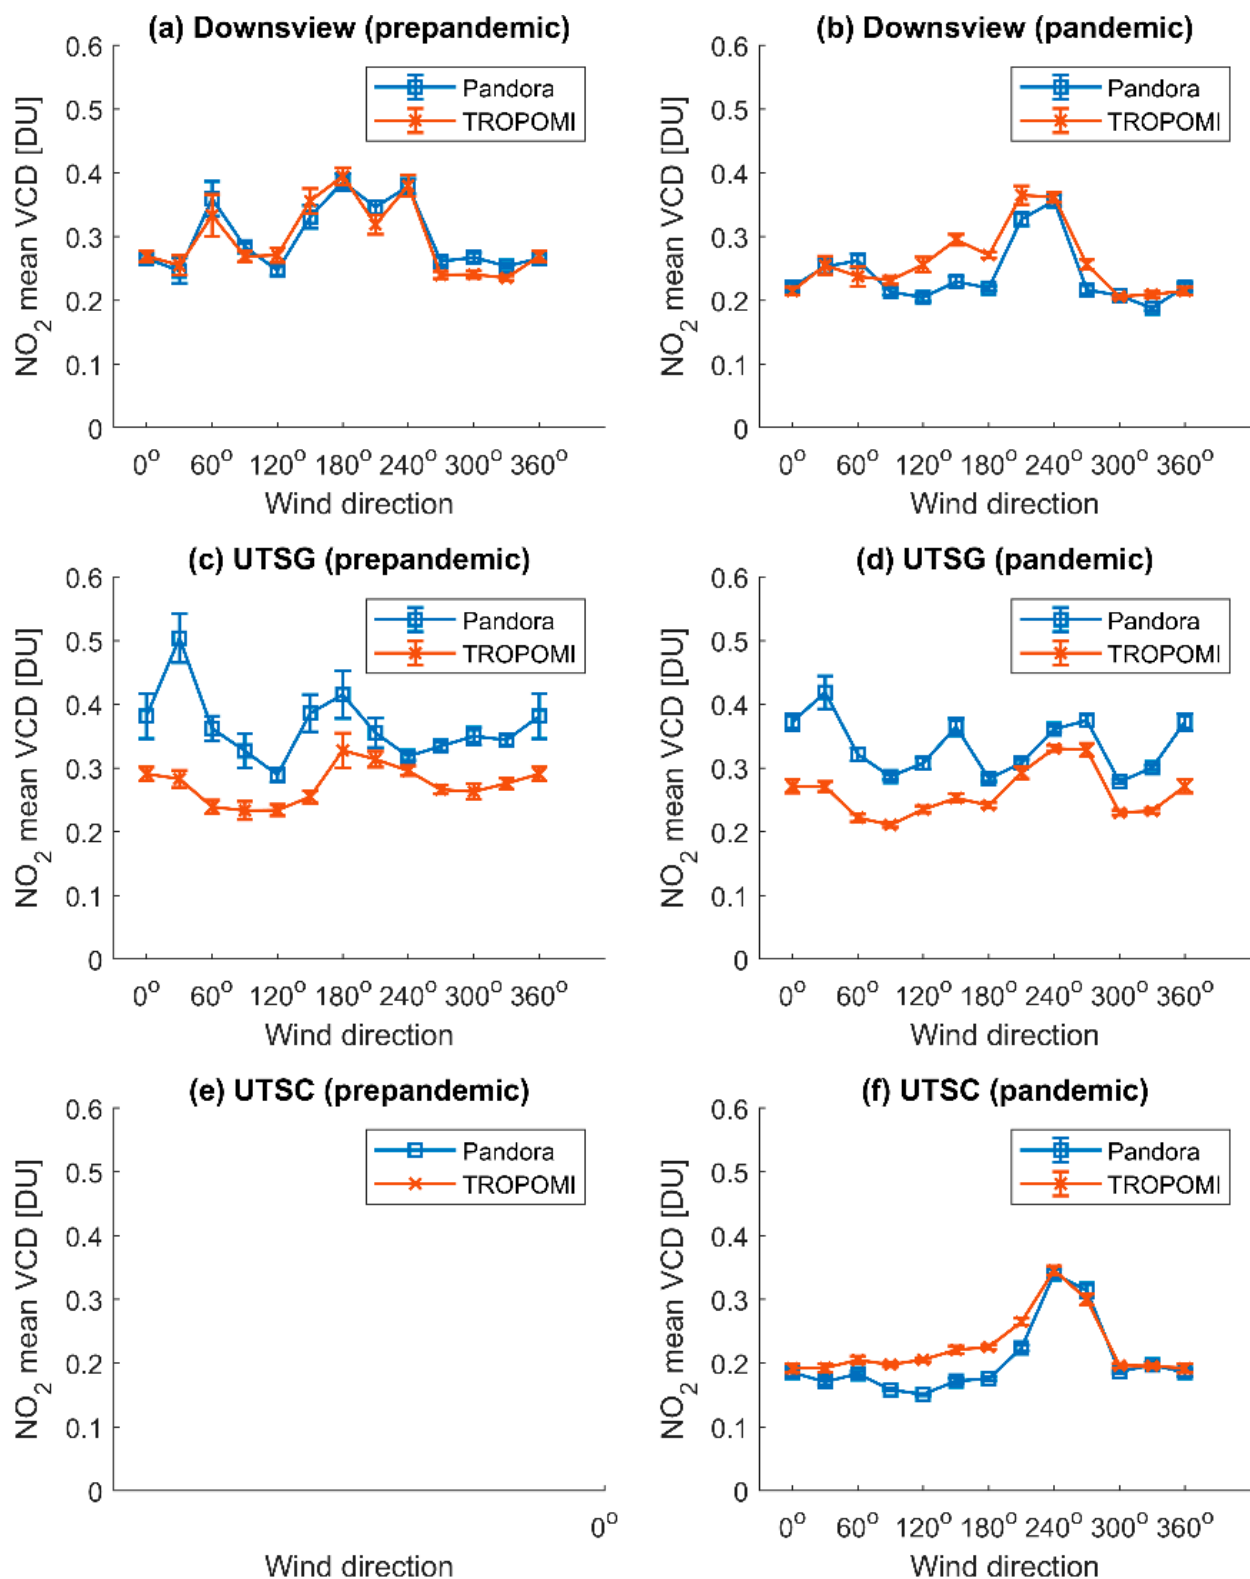 (a) Downsview (prepandemic)
0.6
0.5
0.4
0.3
0.2
0.1
0
NO₂ mean VCD [DU]
Pandora
TROPOMI
0° 60° 120° 180° 240° 300° 360°
Wind direction
(b) Downsview (pandemic)
0.6
0.5
0.4
0.3
0.2
0.1
0
NO₂ mean VCD [DU]
Pandora
TROPOMI
0° 60° 120° 180° 240° 300° 360°
Wind direction
(c) UTSG (prepandemic)
0.6
0.5
0.4
0.3
0.2
0.1
0
NO₂ mean VCD [DU]
Pandora
TROPOMI
0° 60° 120° 180° 240° 300° 360°
Wind direction
(d) UTSG (pandemic)
0.6
0.5
0.4
0.3
0.2
0.1
0
NO₂ mean VCD [DU]
Pandora
TROPOMI
0° 60° 120° 180° 240° 300° 360°
Wind direction
(e) UTSC (prepandemic)
0.6
0.5
0.4
0.3
0.2
0.1
0
NO₂ mean VCD [DU]
Pandora
TROPOMI
0°
Wind direction
(f) UTSC (pandemic)
0.6
0.5
0.4
0.3
0.2
0.1
0
NO₂ mean VCD [DU]
Pandora
TROPOMI
0° 60° 120° 180° 240° 300° 360°
Wind direction